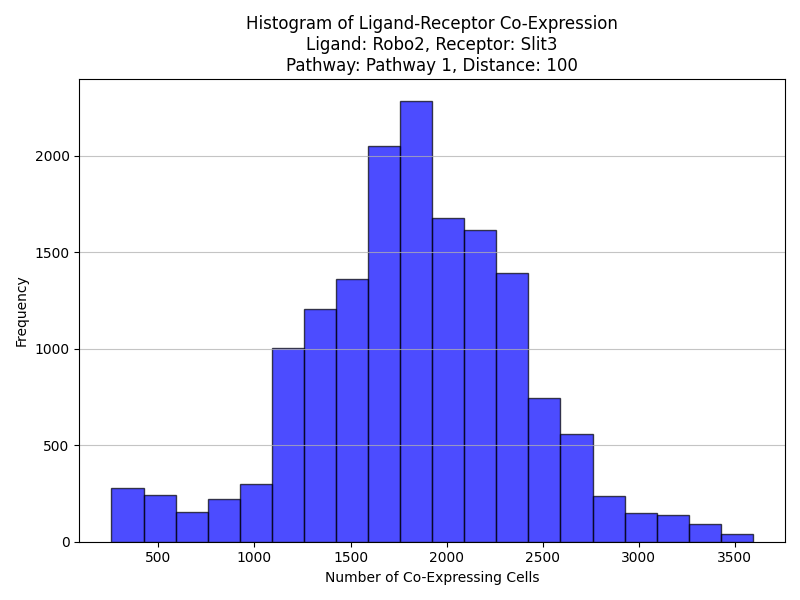 Histogram of Ligand-Receptor Co-Expression
Ligand: Robo2, Receptor: Slit3
Pathway: Pathway 1, Distance: 100
2000
1500
1000
500
0
Frequency
500 1000 1500 2000 2500 3000 3500
Number of Co-Expressing Cells